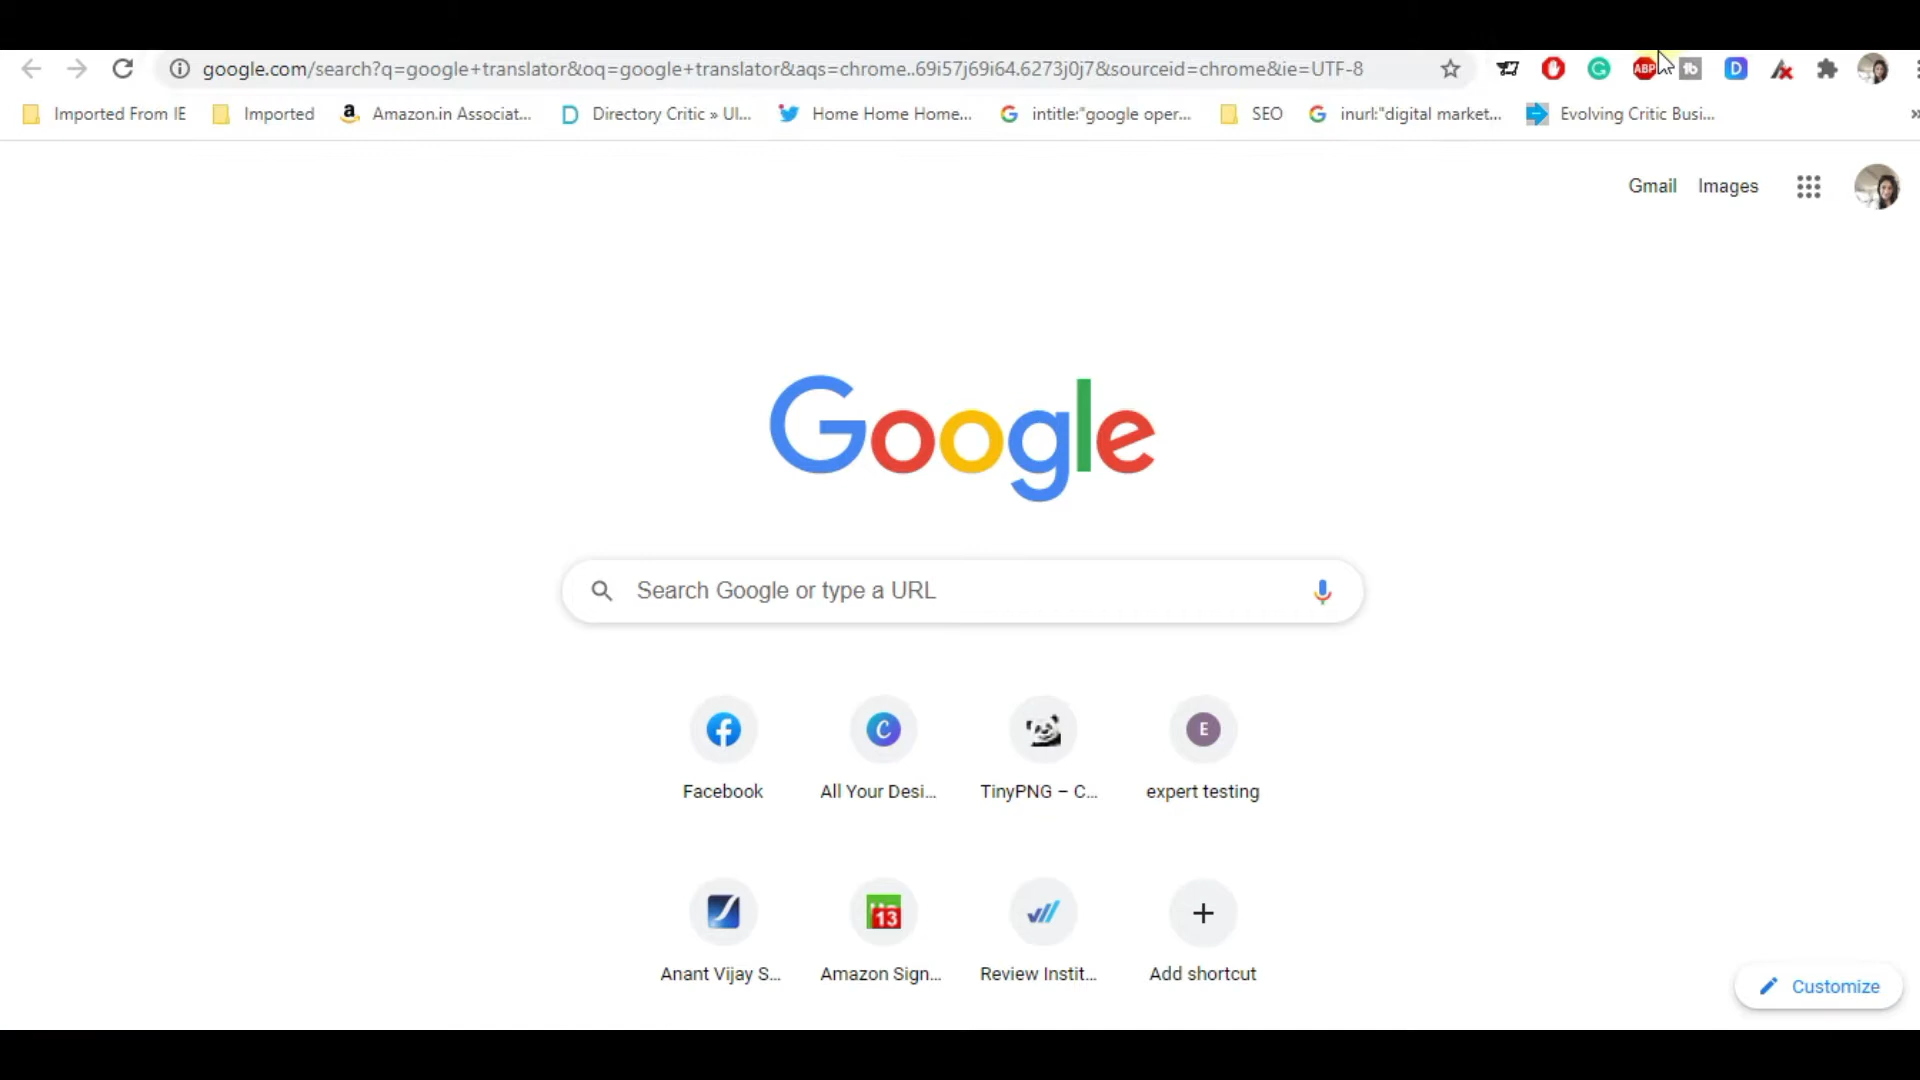 google.com/search?q=google+translator&oq=google+translator&aqs=chrome..69i57j69i64.6273j0j7&sourceid=chrome&ie=UTF-8
ABP
tb
D
Imported From IE
Imported
Amazon.in Associat...
Directory Critic » Ul...
Home Home Home...
intitle:"google oper...
SEO
inurl:"digital market...
Evolving Critic Busi...
Gmail
Images
Google
Search Google or type a URL
E
Facebook
All Your Desi...
TinyPNG – C...
expert testing
13
Anant Vijay S...
Amazon Sign...
Review Instit...
Add shortcut
Customize